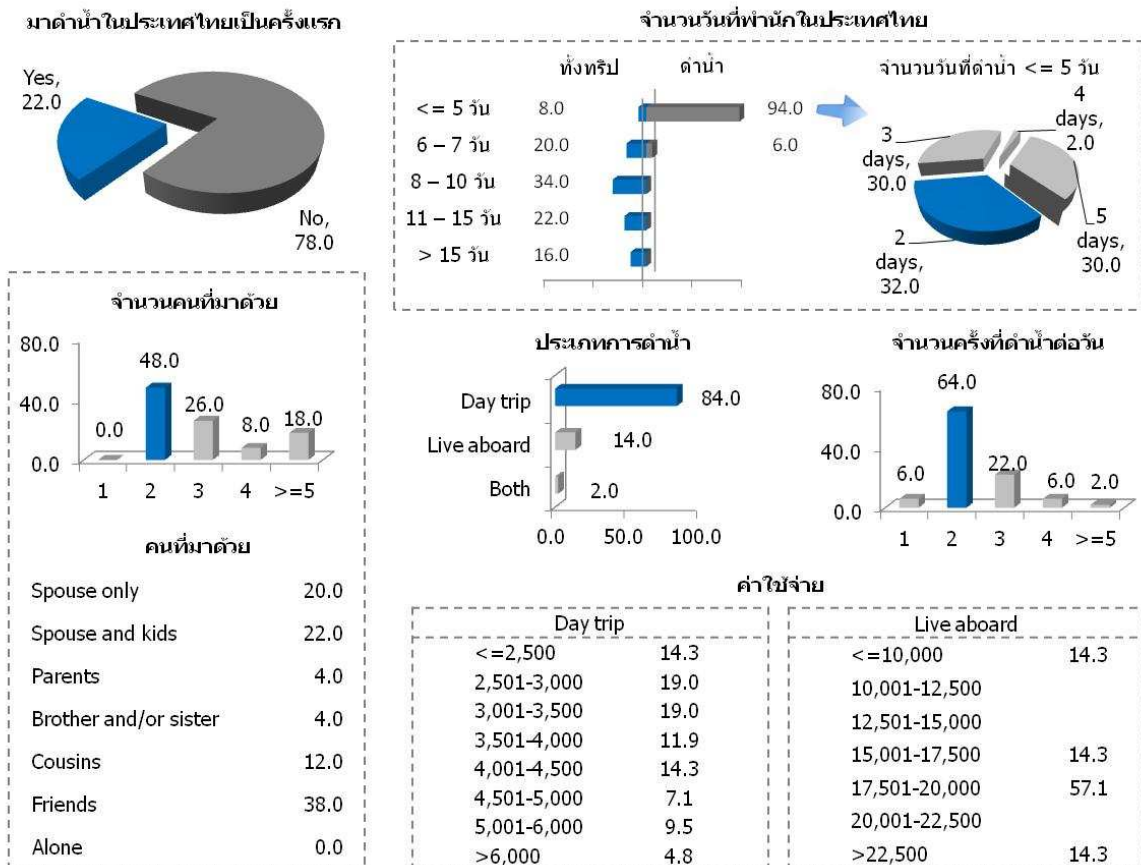 มาดำน้ำในประเทศไทยเป็นครั้งแรก
Yes,
22.0
No,
78.0
จำนวนวันที่พำนักในประเทศไทย
ทั้งทริป ดำน้ำ
<= 5 วัน 8.0 94.0
6 – 7 วัน 20.0 6.0
8 – 10 วัน 34.0
11 – 15 วัน 22.0
> 15 วัน 16.0
จำนวนวันที่ดำน้ำ <= 5 วัน
4
days,
2.0
3
days,
30.0
5
days,
30.0
2
days,
32.0
จำนวนคนที่มาด้วย
80.0
40.0
0.0
0.0 48.0 26.0 8.0 18.0
1 2 3 4 >=5
คนที่มาด้วย
Spouse only 20.0
Spouse and kids 22.0
Parents 4.0
Brother and/or sister 4.0
Cousins 12.0
Friends 38.0
Alone 0.0
ประเภทการดำน้ำ
Day trip 84.0
Live aboard 14.0
Both 2.0
0.0 50.0 100.0
จำนวนครั้งที่ดำน้ำต่อวัน
80.0
40.0
0.0
6.0 64.0 22.0 6.0 2.0
1 2 3 4 >=5
ค่าใช้จ่าย
Day trip
<=2,500 14.3
2,501-3,000 19.0
3,001-3,500 19.0
3,501-4,000 11.9
4,001-4,500 14.3
4,501-5,000 7.1
5,001-6,000 9.5
>6,000 4.8
Live aboard
<=10,000 14.3
10,001-12,500
12,501-15,000
15,001-17,500 14.3
17,501-20,000 57.1
20,001-22,500
>22,500 14.3